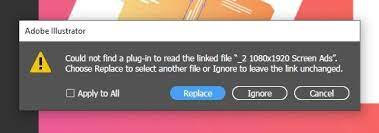 Adobe Illustrator
Could not find a plug-in to read the linked file "_2 1080x1920 Screen Ads".
Choose Replace to select another file or Ignore to leave the link unchanged.
Apply to All
Replace
Ignore
Cancel